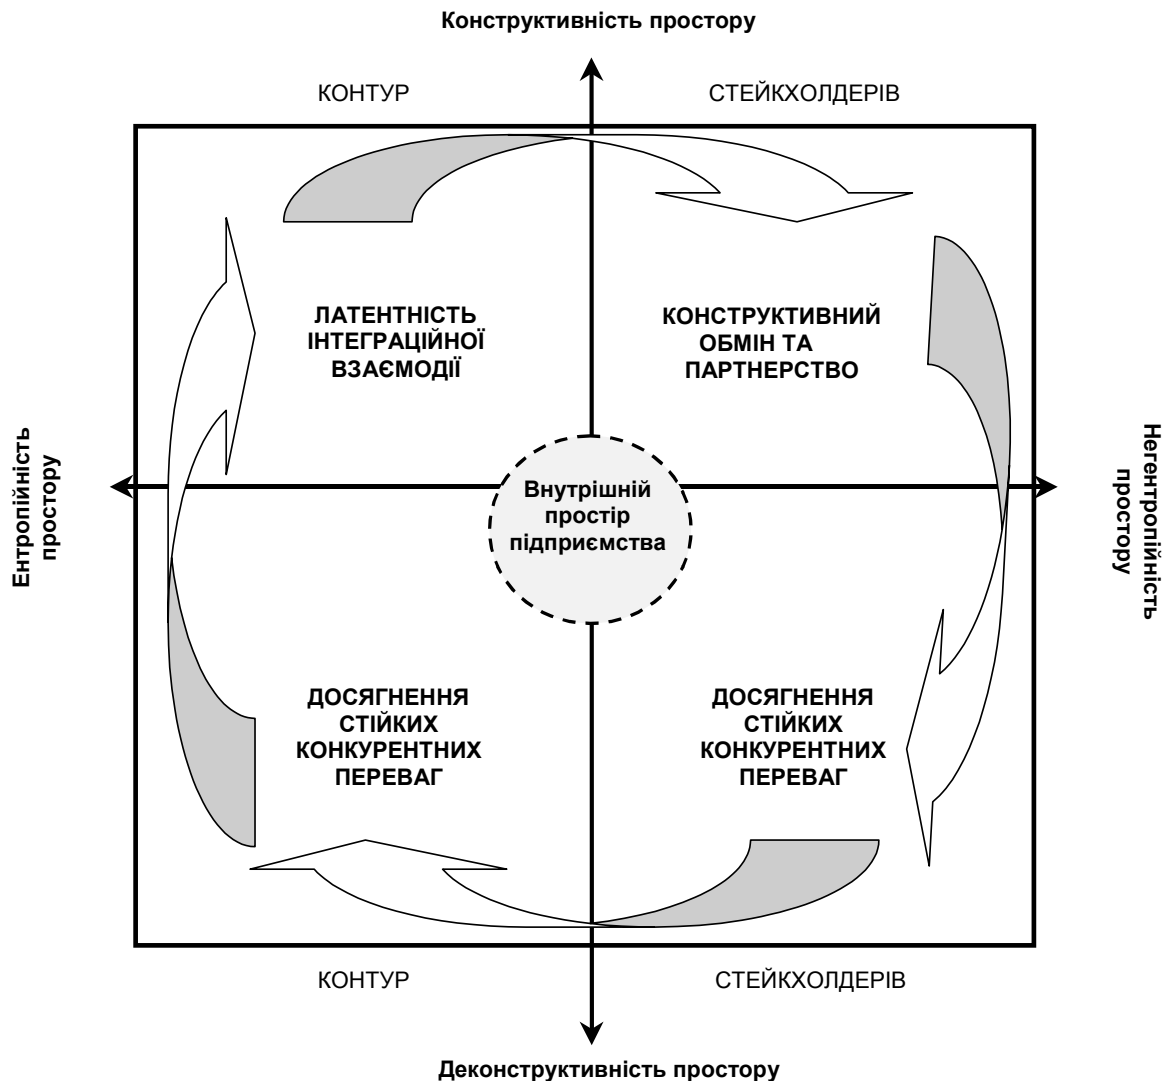 Конструктивність простору
КОНТУР
СТЕЙКХОЛДЕРІВ
ЛАТЕНТНІСТЬ
ІНТЕГРАЦІЙНОЇ
ВЗАЄМОДІЇ
КОНСТРУКТИВНИЙ
ОБМІН ТА
ПАРТНЕРСТВО
Ентропійність
простору
Внутрішній
простір
підприємства
Негентропійність
простору
ДОСЯГНЕННЯ
СТІЙКИХ
КОНКУРЕНТНИХ
ПЕРЕВАГ
ДОСЯГНЕННЯ
СТІЙКИХ
КОНКУРЕНТНИХ
ПЕРЕВАГ
КОНТУР
СТЕЙКХОЛДЕРІВ
Деконструктивність простору